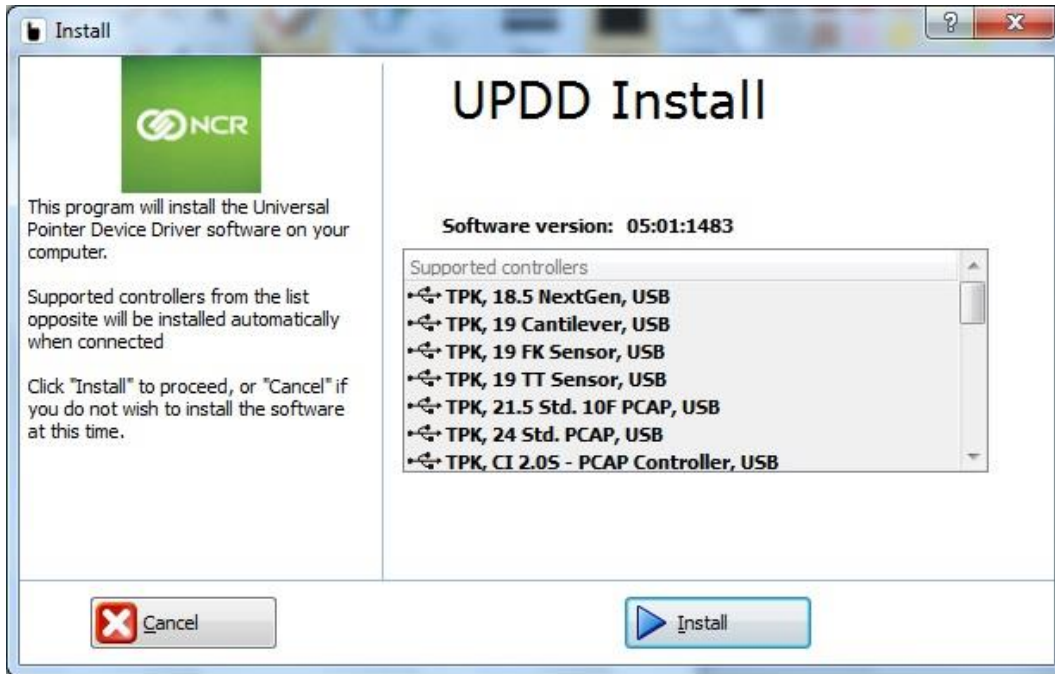 Install
NCR
This program will install the Universal
Pointer Device Driver software on your
computer.
Supported controllers from the list
opposite will be installed automatically
when connected
Click "Install" to proceed, or "Cancel" if
you do not wish to install the software
at this time.
UPDD Install
Software version: 05:01:1483
Supported controllers
TPK, 18.5 NextGen, USB
TPK, 19 Cantilever, USB
TPK, 19 FK Sensor, USB
TPK, 19 TT Sensor, USB
TPK, 21.5 Std. 10F PCAP, USB
TPK, 24 Std. PCAP, USB
TPK, CI 2.0S - PCAP Controller, USB
Cancel
Install